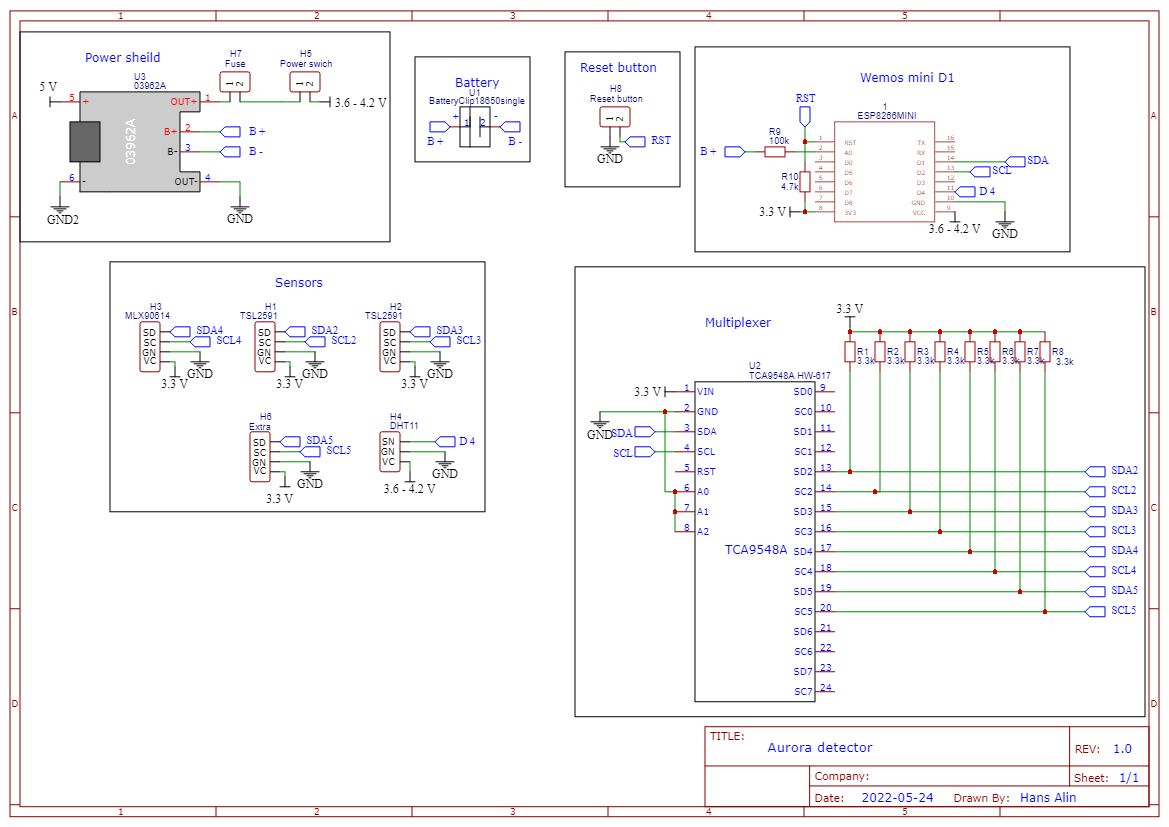 1 2 3 4 5
A B C D
A B C D
1 2 3 4 5
Power sheild
U3
03962A
03962A
5 V
5 +
6 -
OUT+ 1
B+ 2
B- 3
OUT- 4
B +
B -
GND2
GND
H7
Fuse
1 2
H5
Power swich
1 2
3.6 - 4.2 V
Battery
U1
BatteryClip18650single
+ 1 2 -
B +
B -
Reset button
H8
Reset button
1 2
RST
GND
Wemos mini D1
RST
1
ESP8266MINI
R9
100k
B +
R10
4.7k
3.3 V
1 RST
2 A0
3 D0
4 D5
5 D6
6 D7
7 D8
8 3V3
TX 16
RX 15
D1 14
D2 13
D3 12
D4 11
GND 10
VCC 9
SDA
SCL
D 4
3.6 - 4.2 V
GND
Sensors
H3
MLX90614
SD
SC
GN
VC
SDA4
SCL4
GND
3.3 V
H1
TSL2591
SD
SC
GN
VC
SDA2
SCL2
GND
3.3 V
H2
TSL2591
SD
SC
GN
VC
SDA3
SCL3
GND
3.3 V
H6
Extra
SD
SC
GN
VC
SDA5
SCL5
GND
3.3 V
H4
DHT11
SN
GN
VC
D 4
GND
3.6 - 4.2 V
Multiplexer
3.3 V
R1
3.3k
R2
3.3k
R3
3.3k
R4
3.3k
R5
3.3k
R6
3.3k
R7
3.3k
R8
3.3k
U2
TCA9548A HW-617
3.3 V
GND
SDA
SCL
1 VIN
2 GND
3 SDA
4 SCL
5 RST
6 A0
7 A1
8 A2
TCA9548A
SD0 9
SC0 10
SD1 11
SC1 12
SD2 13
SC2 14
SD3 15
SC3 16
SD4 17
SC4 18
SD5 19
SC5 20
SD6 21
SC6 22
SD7 23
SC7 24
SDA2
SCL2
SDA3
SCL3
SDA4
SCL4
SDA5
SCL5
TITLE:
Aurora detector
REV: 1.0
Company:
Sheet: 1/1
Date: 2022-05-24 Drawn By: Hans Alin